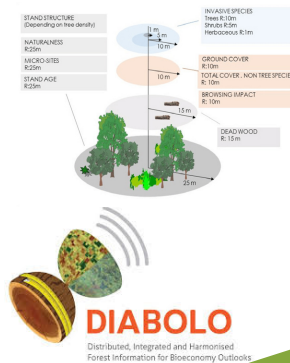 STAND STRUCTURE
(Depending on tree density)
NATURALNESS
R:25m
MICRO-SITES
R:25m
STAND AGE
R:25m
1 m
5 m
10 m
10 m
15 m
25 m
INVASIVE SPECIES
Trees R:10m
Shrubs R:5m
Herbaceous R:1m
GROUND COVER
R:10m
TOTAL COVER . NON TREE SPECIE
R: 10m
BROWSING IMPACT
R: 10m
DEAD WOOD
R: 15 m
DIABOLO
Distributed, Integrated and Harmonised
Forest Information for Bioeconomy Outlooks